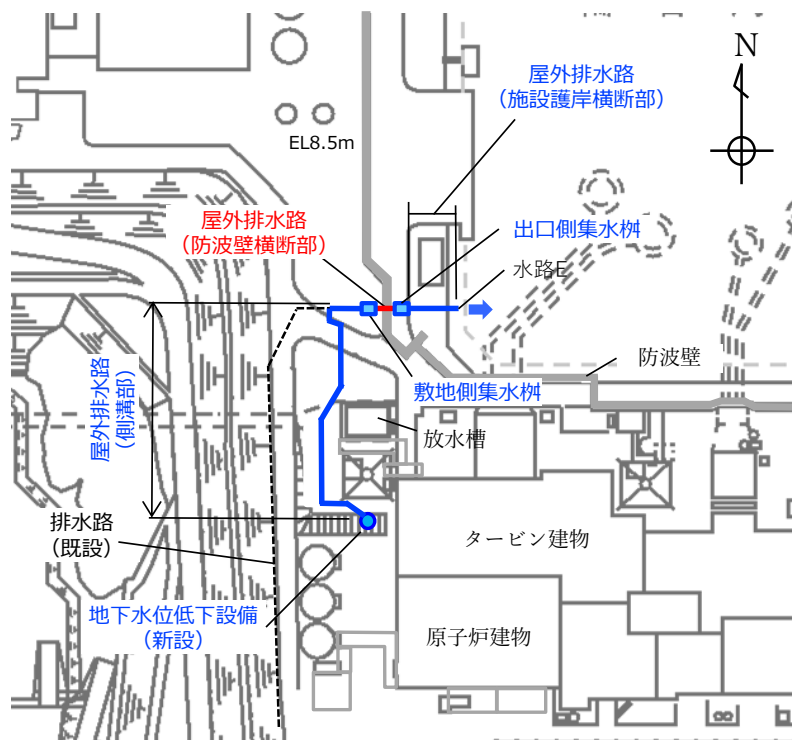 N
屋外排水路
（施設護岸横断部）
EL8.5m
屋外排水路
（防波壁横断部）
出口側集水桝
水路E
防波壁
屋外排水路
（側溝部）
敷地側集水桝
放水槽
排水路
（既設）
タービン建物
地下水位低下設備
（新設）
原子炉建物